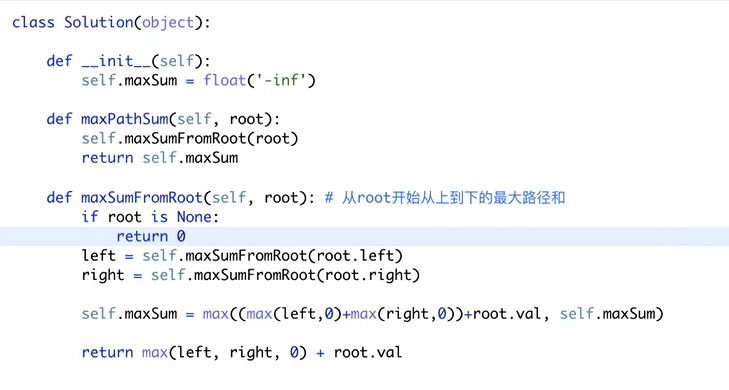 class Solution(object):
    def __init__(self):
        self.maxSum = float('-inf')
    def maxPathSum(self, root):
        self.maxSumFromRoot(root)
        return self.maxSum
    def maxSumFromRoot(self, root): # 从root开始从上到下的最大路径和
        if root is None:
            return 0
        left = self.maxSumFromRoot(root.left)
        right = self.maxSumFromRoot(root.right)
        self.maxSum = max((max(left,0)+max(right,0))+root.val, self.maxSum)
        return max(left, right, 0) + root.val